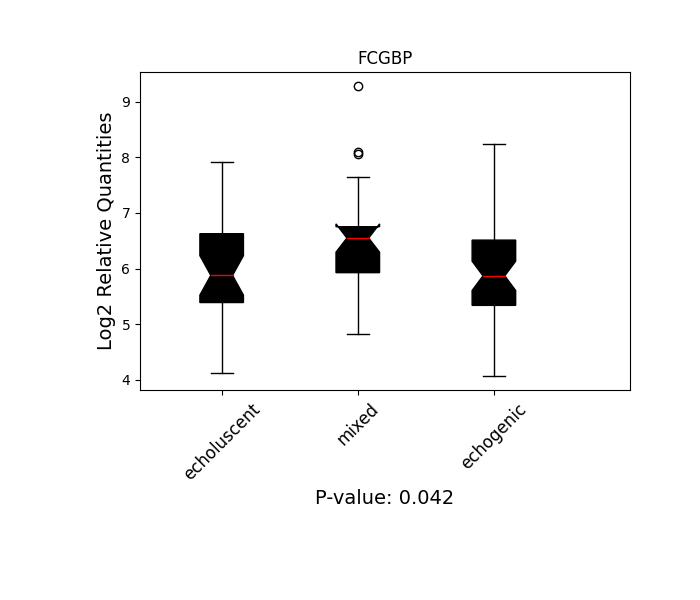 FCGBP
Log2 Relative Quantities
9
8
7
6
5
4
echoluscent
mixed
echogenic
P-value: 0.042